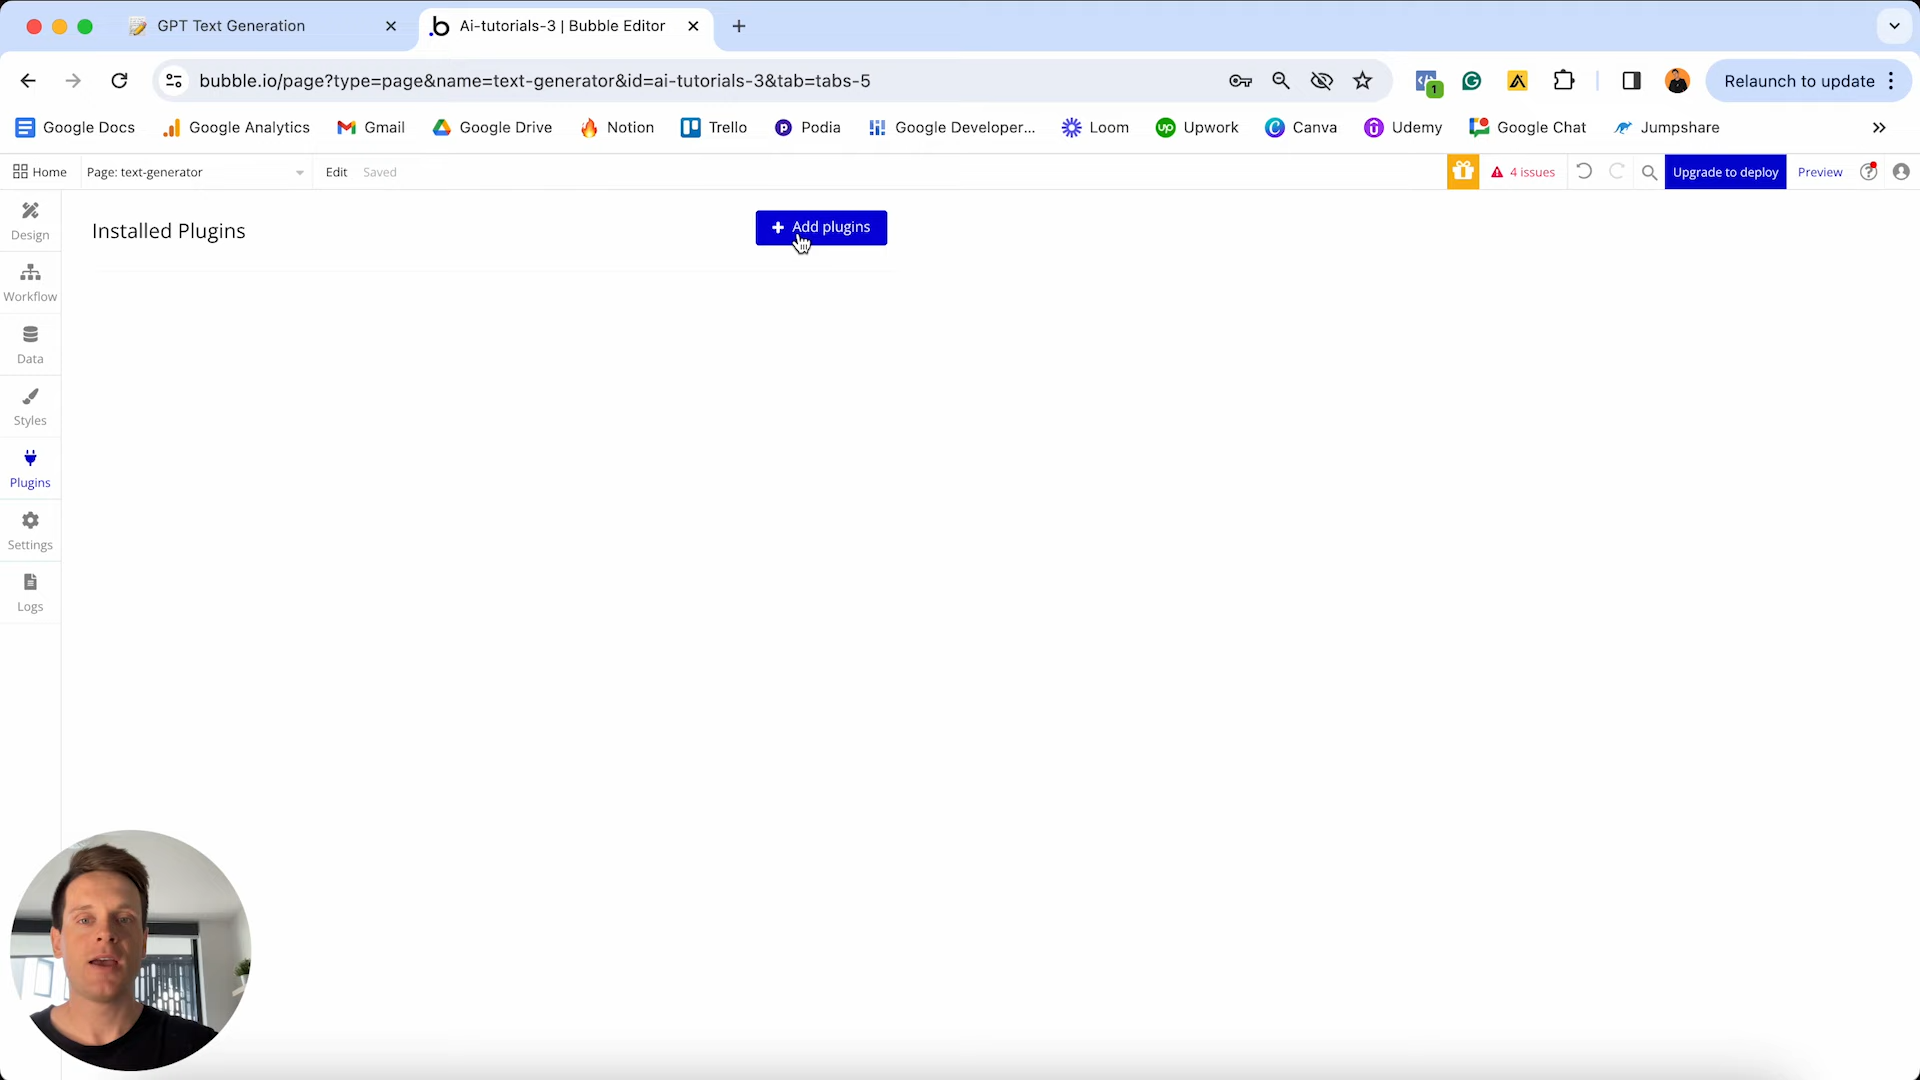 GPT Text Generation
Ai-tutorials-3 | Bubble Editor
bubble.io/page?type=page&name=text-generator&id=ai-tutorials-3&tab=tabs-5
1
Relaunch to update
Google Docs
Google Analytics
Gmail
Google Drive
Notion
Trello
Podia
Google Developer...
Loom
Upwork
Canva
Udemy
Google Chat
Jumpshare
Home
Page: text-generator
Edit
Saved
4 issues
Upgrade to deploy
Preview
Design
Workflow
Data
Styles
Plugins
Settings
Logs
Installed Plugins
+ Add plugins